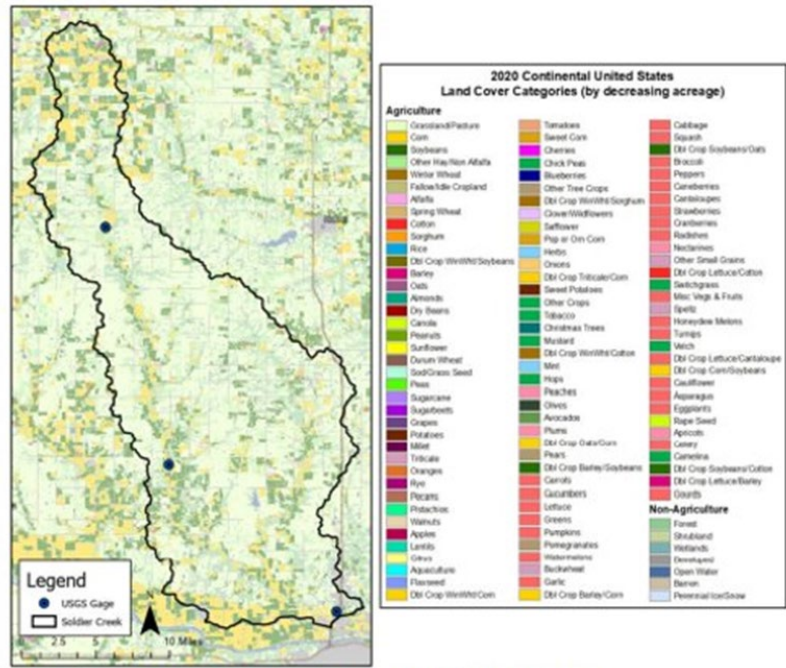 2020 Continental United States
Land Cover Categories (by decreasing acreage)
Agriculture
Grassland/Pasture
Corn
Soybeans
Other Hay/Non Alfalfa
Winter Wheat
Fallow/Idle Cropland
Alfalfa
Spring Wheat
Cotton
Sorghum
Rice
Dbl Crop WinWht/Soybeans
Barley
Oats
Almonds
Dry Beans
Canola
Peanuts
Sunflower
Durum Wheat
Sod/Grass Seed
Peas
Sugarcane
Sugarbeets
Grapes
Potatoes
Millet
Triticale
Oranges
Rye
Pecans
Pistachios
Walnuts
Apples
Lentils
Citrus
Aquaculture
Flaxseed
Dbl Crop WinWht/Corn
Tomatoes
Sweet Corn
Cherries
Chick Peas
Blueberries
Other Tree Crops
Dbl Crop WinWht/Sorghum
Clover/Wildflowers
Safflower
Pop or Orn Corn
Herbs
Onions
Dbl Crop Triticale/Corn
Sweet Potatoes
Other Crops
Tobacco
Christmas Trees
Mustard
Dbl Crop WinWht/Cotton
Mint
Hops
Peaches
Olives
Avocados
Plums
Dbl Crop Oats/Corn
Pears
Dbl Crop Barley/Soybeans
Carrots
Cucumbers
Lettuce
Greens
Pumpkins
Pomegranates
Watermelons
Buckwheat
Garlic
Dbl Crop Barley/Corn
Cabbage
Squash
Dbl Crop Soybeans/Oats
Broccoli
Peppers
Caneberries
Cantaloupes
Strawberries
Cranberries
Radishes
Nectarines
Other Small Grains
Dbl Crop Lettuce/Cotton
Switchgrass
Misc Vegs & Fruits
Speltz
Honeydew Melons
Turnips
Vetch
Dbl Crop Lettuce/Cantaloupe
Dbl Crop Corn/Soybeans
Cauliflower
Asparagus
Eggplants
Rape Seed
Apricots
Celery
Camelina
Dbl Crop Soybeans/Cotton
Dbl Crop Lettuce/Barley
Gourds
Non-Agriculture
Forest
Shrubland
Wetlands
Developed
Open Water
Barren
Perennial Ice/Snow
Legend
USGS Gage
Soldier Creek
N
2.5 5 10 Miles